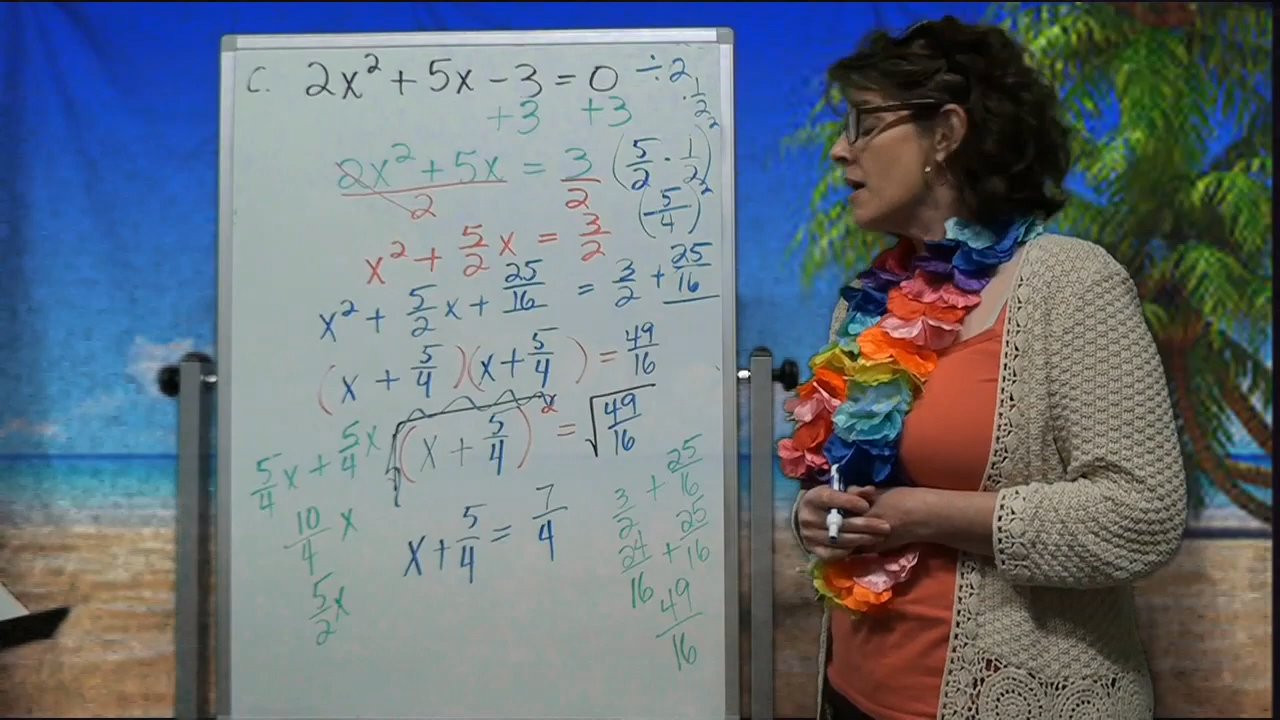 C. 2x² + 5x - 3 = 0 ÷ 2
+3 +3 · 1/2
2x² + 5x / 2 = 3/2 (5/2 · 1/2)²
(5/4)²
x² + 5/2 x = 3/2
x² + 5/2 x + 25/16 = 3/2 + 25/16
(x + 5/4)(x + 5/4) = 49/16
√(x + 5/4)² = √49/16
x + 5/4 = 7/4
5/4 x + 5/4 x
10/4 x
5/2 x
3/2 + 25/16
24/16 + 25/16
49/16